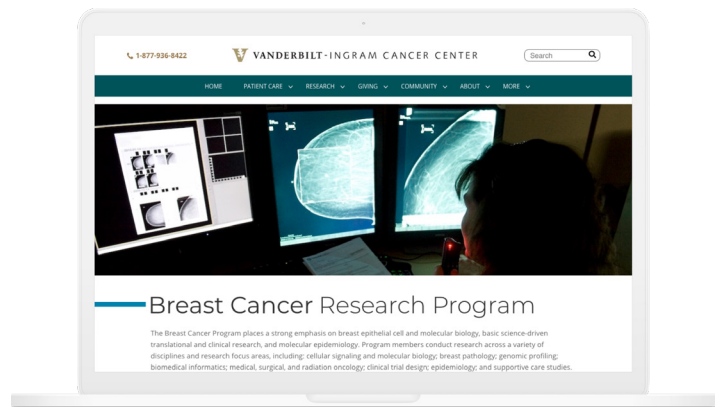 1-877-936-8422
VANDERBILT-INGRAM CANCER CENTER
Search
HOME PATIENT CARE RESEARCH GIVING COMMUNITY ABOUT MORE
Breast Cancer Research Program
The Breast Cancer Program places a strong emphasis on breast epithelial cell and molecular biology, basic science-driven
translational and clinical research, and molecular epidemiology. Program members conduct research across a variety of
disciplines and research focus areas, including: cellular signaling and molecular biology; breast pathology; genomic profiling;
biomedical informatics; medical, surgical, and radiation oncology; clinical trial design; epidemiology; and supportive care studies.